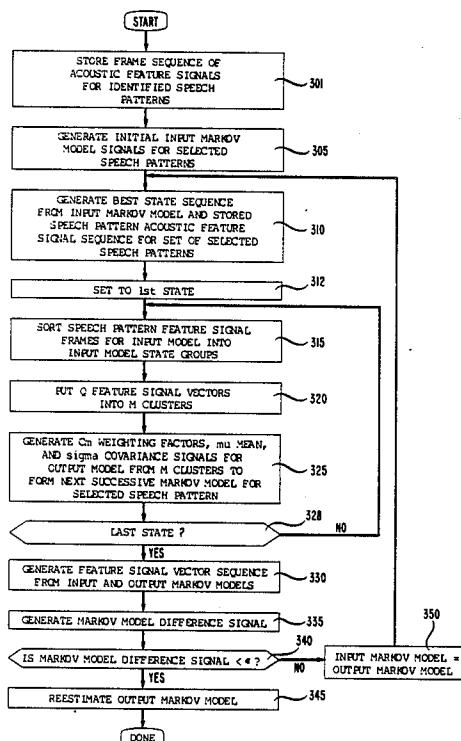 START
STORE FRAME SEQUENCE OF
ACOUSTIC FEATURE SIGNALS
FOR IDENTIFIED SPEECH
PATTERNS
301
GENERATE INITIAL INPUT MARKOV
MODEL SIGNALS FOR SELECTED
SPEECH PATTERNS
305
GENERATE BEST STATE SEQUENCE
FROM INPUT MARKOV MODEL AND STORED
SPEECH PATTERN ACOUSTIC FEATURE
SIGNAL SEQUENCE FOR SET OF SELECTED
SPEECH PATTERNS
310
SET TO 1st STATE
312
SORT SPEECH PATTERN FEATURE SIGNAL
FRAMES FOR INPUT MODEL INTO
INPUT MODEL STATE GROUPS
315
PUT Q FEATURE SIGNAL VECTORS
INTO M CLUSTERS
320
GENERATE Cm WEIGHTING FACTORS, mu MEAN,
AND sigma COVARIANCE SIGNALS FOR
OUTPUT MODEL FROM M CLUSTERS TO
FORM NEXT SUCCESSIVE MARKOV MODEL FOR
SELECTED SPEECH PATTERN
325
LAST STATE ?
328
NO
YES
GENERATE FEATURE SIGNAL VECTOR SEQUENCE
FROM INPUT AND OUTPUT MARKOV MODELS
330
GENERATE MARKOV MODEL DIFFERENCE SIGNAL
335
IS MARKOV MODEL DIFFERENCE SIGNAL < ?
340
NO
INPUT MARKOV MODEL =
OUTPUT MARKOV MODEL
350
YES
REESTIMATE OUTPUT MARKOV MODEL
345
DONE